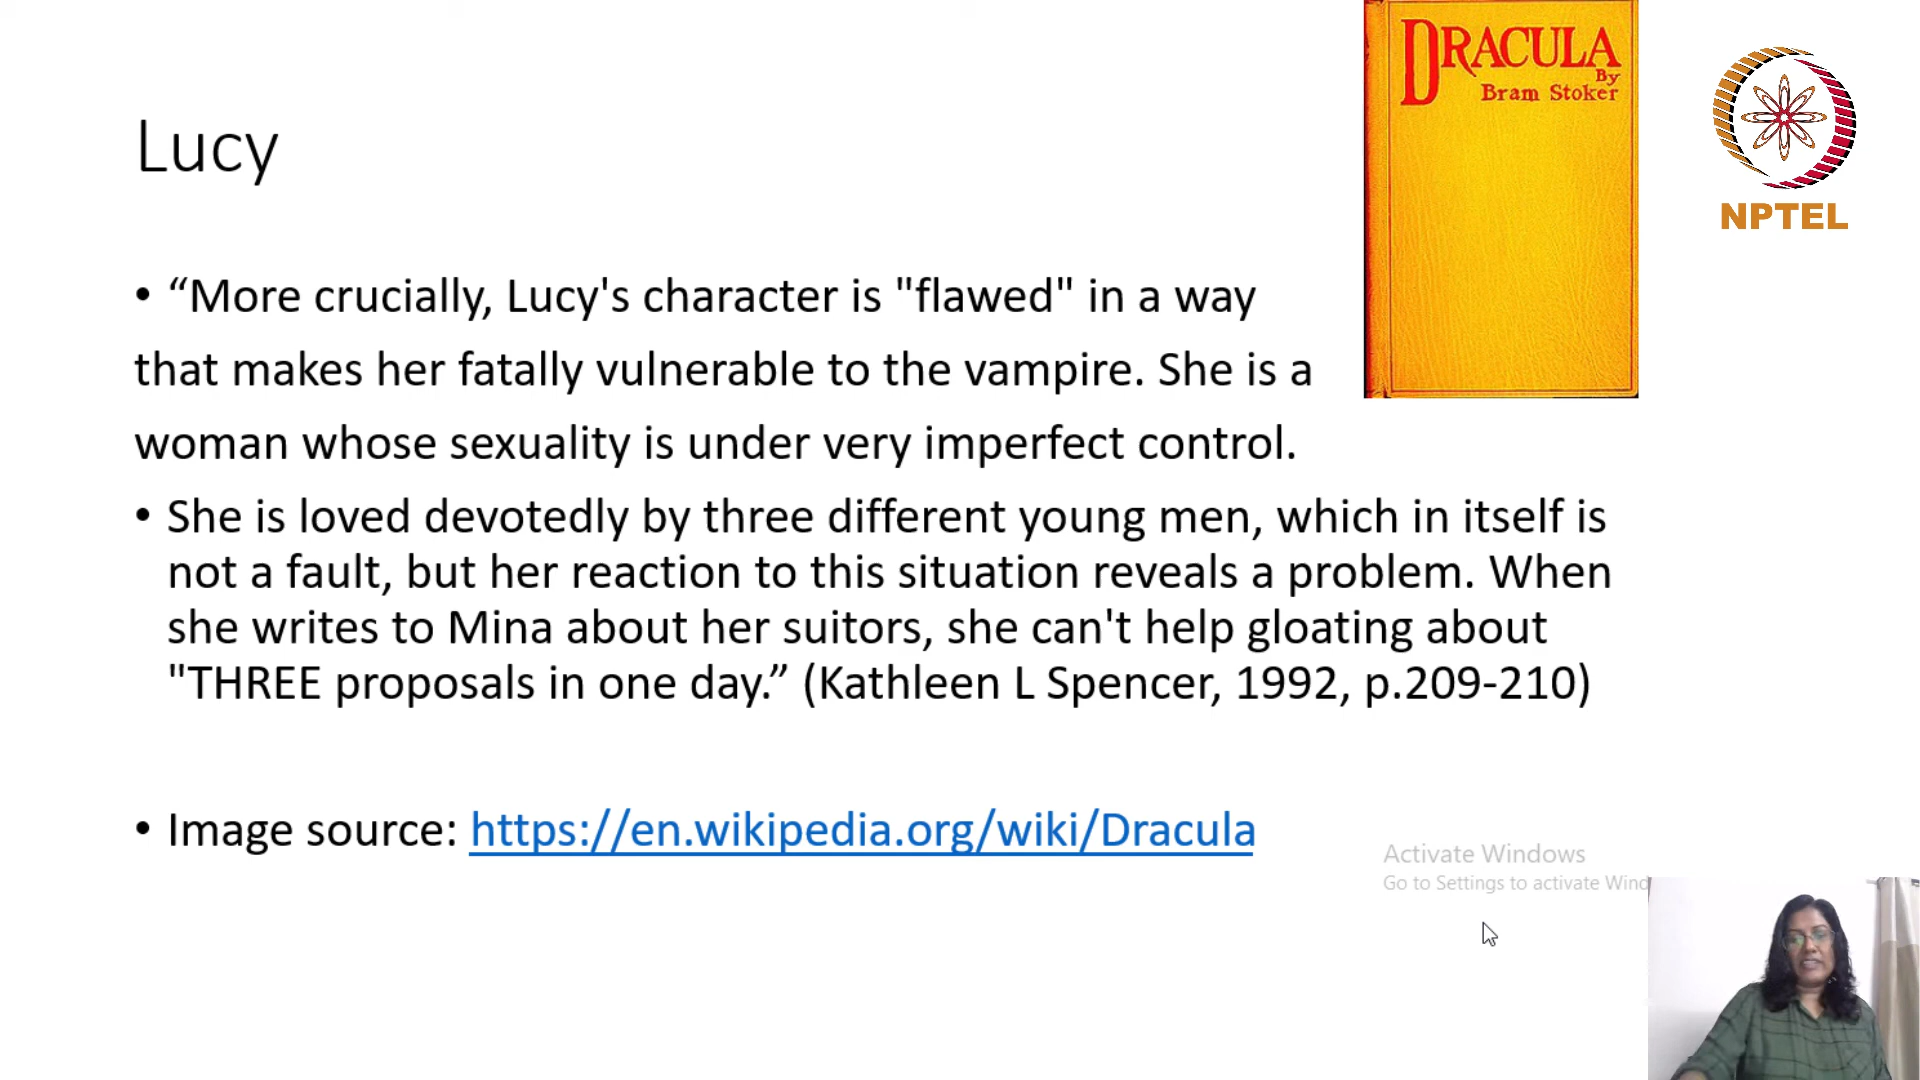 DRACULA
By
Bram Stoker
NPTEL
Lucy
• “More crucially, Lucy's character is "flawed" in a way
that makes her fatally vulnerable to the vampire. She is a
woman whose sexuality is under very imperfect control.
• She is loved devotedly by three different young men, which in itself is
not a fault, but her reaction to this situation reveals a problem. When
she writes to Mina about her suitors, she can't help gloating about
"THREE proposals in one day.” (Kathleen L Spencer, 1992, p.209-210)
• Image source: https://en.wikipedia.org/wiki/Dracula
Activate Windows
Go to Settings to activate Wind